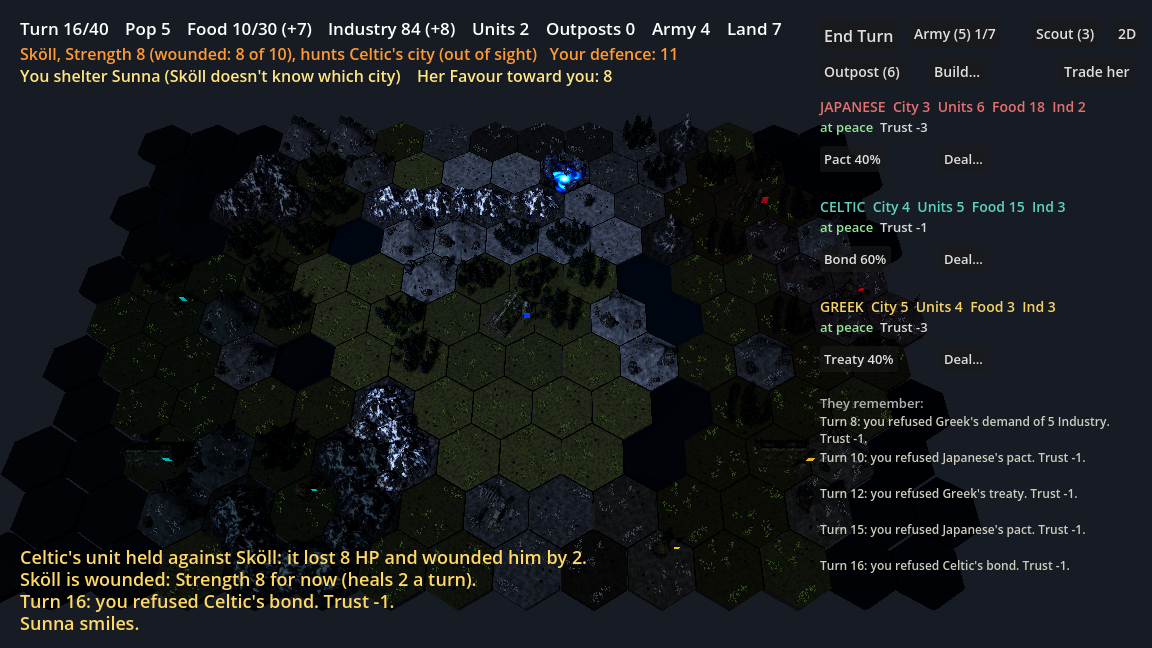 Turn 16/40 Pop 5 Food 10/30 (+7) Industry 84 (+8) Units 2 Outposts 0 Army 4 Land 7
Sköll, Strength 8 (wounded: 8 of 10), hunts Celtic's city (out of sight) Your defence: 11
You shelter Sunna (Sköll doesn't know which city) Her Favour toward you: 8
End Turn Army (5) 1/7 Scout (3) 2D
Outpost (6) Build... Trade her
JAPANESE City 3 Units 6 Food 18 Ind 2
at peace Trust -3
Pact 40% Deal...
CELTIC City 4 Units 5 Food 15 Ind 3
at peace Trust -1
Bond 60% Deal...
GREEK City 5 Units 4 Food 3 Ind 3
at peace Trust -3
Treaty 40% Deal...
They remember:
Turn 8: you refused Greek's demand of 5 Industry.
Trust -1.
Turn 10: you refused Japanese's pact. Trust -1.
Turn 12: you refused Greek's treaty. Trust -1.
Turn 15: you refused Japanese's pact. Trust -1.
Turn 16: you refused Celtic's bond. Trust -1.
Celtic's unit held against Sköll: it lost 8 HP and wounded him by 2.
Sköll is wounded: Strength 8 for now (heals 2 a turn).
Turn 16: you refused Celtic's bond. Trust -1.
Sunna smiles.